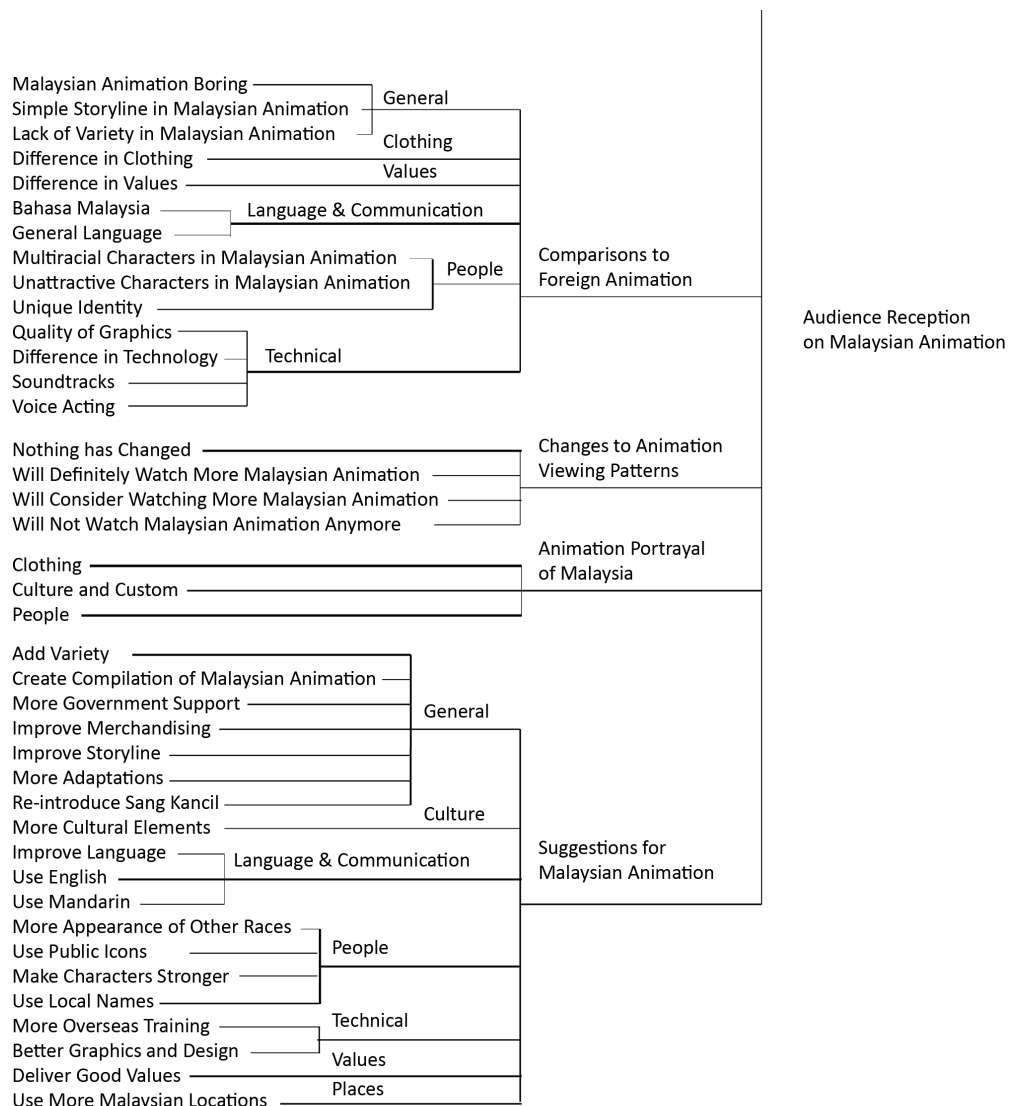 Malaysian Animation Boring
Simple Storyline in Malaysian Animation
Lack of Variety in Malaysian Animation
General
Difference in Clothing
Clothing
Difference in Values
Values
Bahasa Malaysia
General Language
Language & Communication
Multiracial Characters in Malaysian Animation
Unattractive Characters in Malaysian Animation
Unique Identity
People
Quality of Graphics
Difference in Technology
Soundtracks
Voice Acting
Technical
Comparisons to
Foreign Animation
Nothing has Changed
Will Definitely Watch More Malaysian Animation
Will Consider Watching More Malaysian Animation
Will Not Watch Malaysian Animation Anymore
Changes to Animation
Viewing Patterns
Clothing
Culture and Custom
People
Animation Portrayal
of Malaysia
Add Variety
Create Compilation of Malaysian Animation
More Government Support
Improve Merchandising
Improve Storyline
More Adaptations
Re-introduce Sang Kancil
General
More Cultural Elements
Culture
Improve Language
Use English
Use Mandarin
Language & Communication
More Appearance of Other Races
Use Public Icons
Make Characters Stronger
Use Local Names
People
More Overseas Training
Better Graphics and Design
Technical
Deliver Good Values
Values
Use More Malaysian Locations
Places
Suggestions for
Malaysian Animation
Audience Reception
on Malaysian Animation